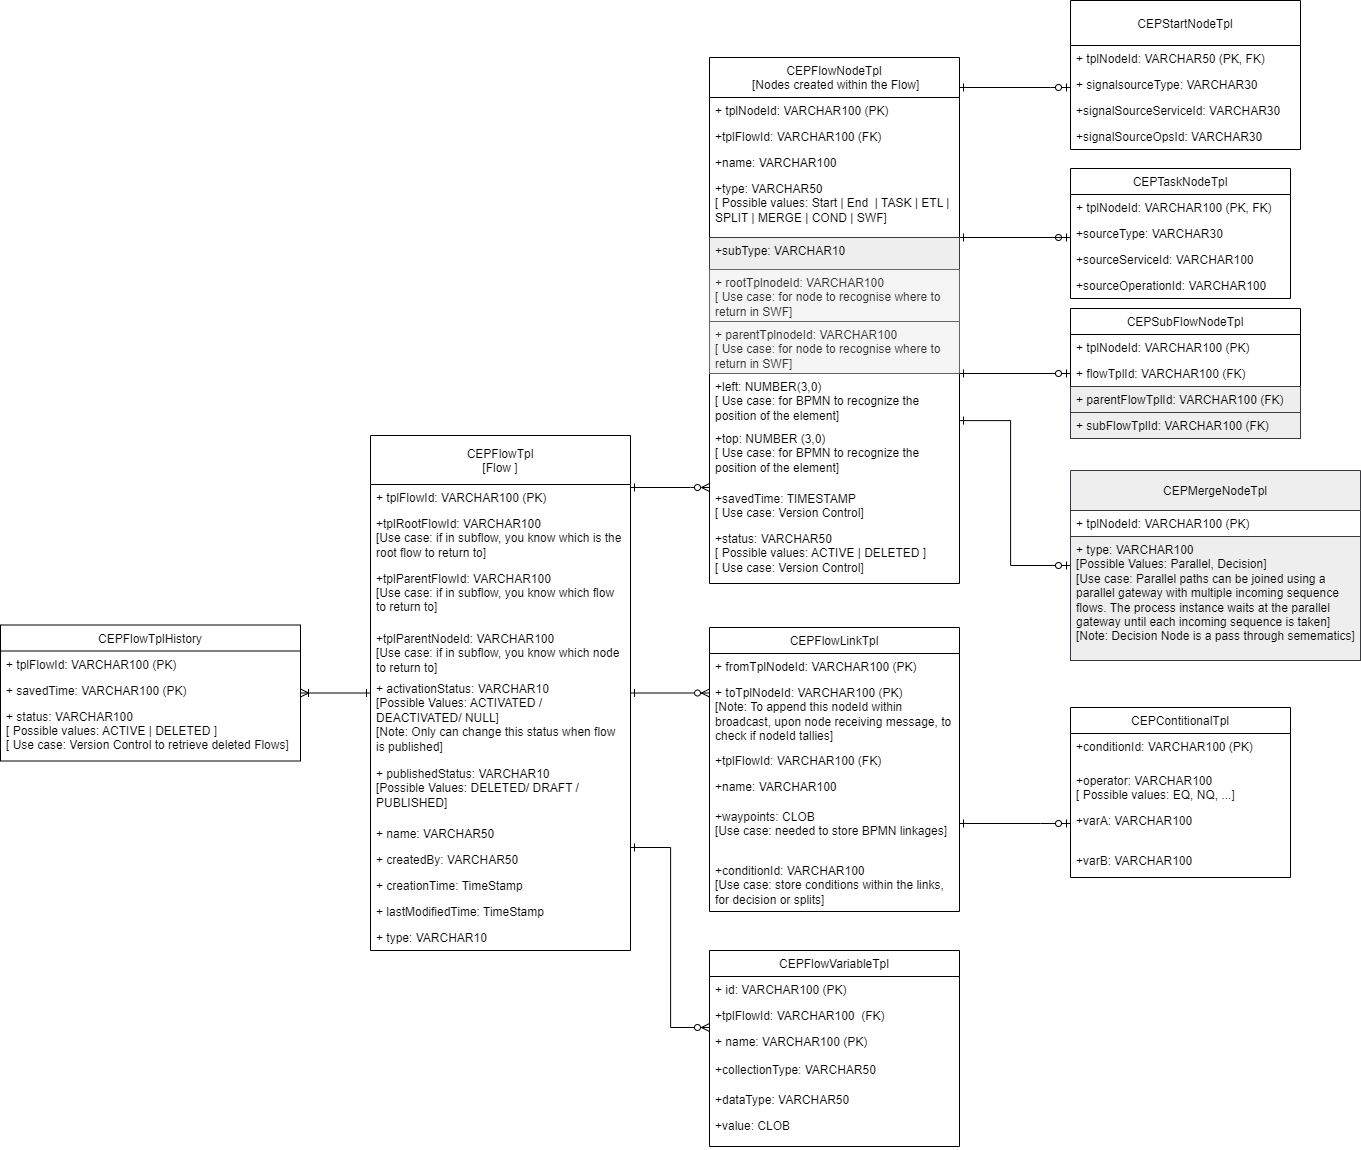 CEPFlowTplHistory
+ tplFlowId: VARCHAR100 (PK)
+ savedTime: VARCHAR100 (PK)
+ status: VARCHAR100
[ Possible values: ACTIVE | DELETED ]
[ Use case: Version Control to retrieve deleted Flows]
CEPFlowTpl
[Flow ]
+ tplFlowId: VARCHAR100 (PK)
+tplRootFlowId: VARCHAR100
[Use case: if in subflow, you know which is the
root flow to return to]
+tplParentFlowId: VARCHAR100
[Use case: if in subflow, you know which flow
to return to]
+tplParentNodeId: VARCHAR100
[Use case: if in subflow, you know which node
to return to]
+ activationStatus: VARCHAR10
[Possible Values: ACTIVATED /
DEACTIVATED/ NULL]
[Note: Only can change this status when flow
is published]
+ publishedStatus: VARCHAR10
[Possible Values: DELETED/ DRAFT /
PUBLISHED]
+ name: VARCHAR50
+ createdBy: VARCHAR50
+ creationTime: TimeStamp
+ lastModifiedTime: TimeStamp
+ type: VARCHAR10
CEPFlowNodeTpl
[Nodes created within the Flow]
+ tplNodeId: VARCHAR100 (PK)
+tplFlowId: VARCHAR100 (FK)
+name: VARCHAR100
+type: VARCHAR50
[ Possible values: Start | End  | TASK | ETL |
SPLIT | MERGE | COND | SWF]
+subType: VARCHAR10
+ rootTplnodeId: VARCHAR100
[ Use case: for node to recognise where to
return in SWF]
+ parentTplnodeId: VARCHAR100
[ Use case: for node to recognise where to
return in SWF]
+left: NUMBER(3,0)
[ Use case: for BPMN to recognize the
position of the element]
+top: NUMBER (3,0)
[ Use case: for BPMN to recognize the
position of the element]
+savedTime: TIMESTAMP
[ Use case: Version Control]
+status: VARCHAR50
[ Possible values: ACTIVE | DELETED ]
[ Use case: Version Control]
CEPFlowLinkTpl
+ fromTplNodeId: VARCHAR100 (PK)
+ toTplNodeId: VARCHAR100 (PK)
[Note: To append this nodeId within
broadcast, upon node receiving message, to
check if nodeId tallies]
+tplFlowId: VARCHAR100 (FK)
+name: VARCHAR100
+waypoints: CLOB
[Use case: needed to store BPMN linkages]
+conditionId: VARCHAR100
[Use case: store conditions within the links,
for decision or splits]
CEPFlowVariableTpl
+ id: VARCHAR100 (PK)
+tplFlowId: VARCHAR100  (FK)
+ name: VARCHAR100 (PK)
+collectionType: VARCHAR50
+dataType: VARCHAR50
+value: CLOB
CEPStartNodeTpl
+ tplNodeId: VARCHAR50 (PK, FK)
+ signalsourceType: VARCHAR30
+signalSourceServiceId: VARCHAR30
+signalSourceOpsId: VARCHAR30
CEPTaskNodeTpl
+ tplNodeId: VARCHAR100 (PK, FK)
+sourceType: VARCHAR30
+sourceServiceId: VARCHAR100
+sourceOperationId: VARCHAR100
CEPSubFlowNodeTpl
+ tplNodeId: VARCHAR100 (PK)
+ flowTplId: VARCHAR100 (FK)
+ parentFlowTplId: VARCHAR100 (FK)
+ subFlowTplId: VARCHAR100 (FK)
CEPMergeNodeTpl
+ tplNodeId: VARCHAR100 (PK)
+ type: VARCHAR100
[Possible Values: Parallel, Decision]
[Use case: Parallel paths can be joined using a
parallel gateway with multiple incoming sequence
flows. The process instance waits at the parallel
gateway until each incoming sequence is taken]
[Note: Decision Node is a pass through semematics]
CEPContitionalTpl
+conditionId: VARCHAR100 (PK)
+operator: VARCHAR100
[ Possible values: EQ, NQ, ...]
+varA: VARCHAR100
+varB: VARCHAR100